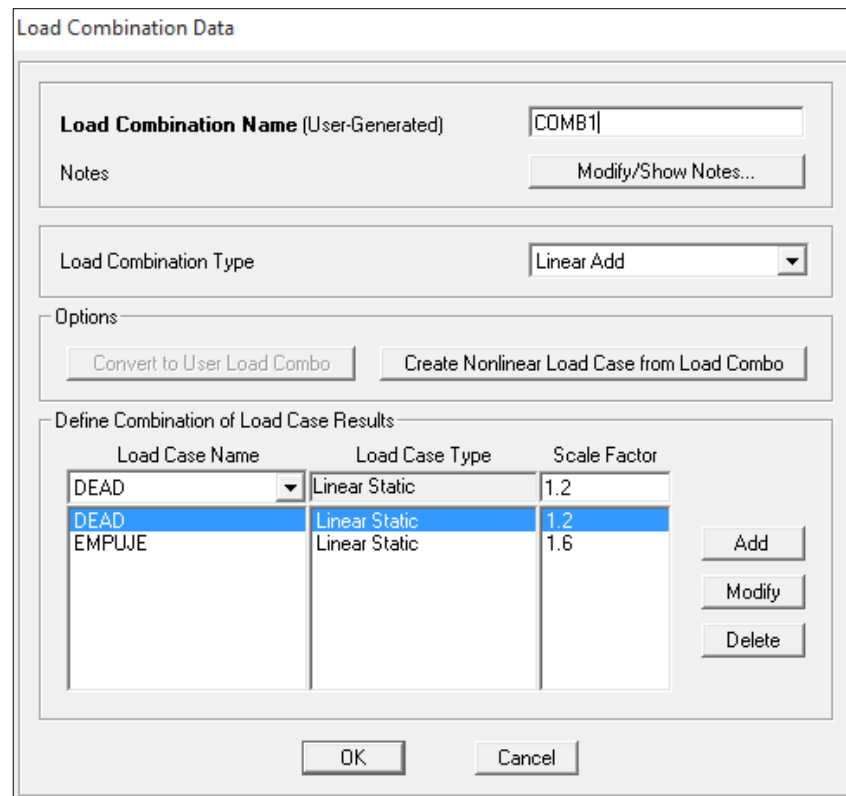 Load Combination Data
Load Combination Name (User-Generated) COMB1
Notes Modify/Show Notes...
Load Combination Type Linear Add
Options
Convert to User Load Combo Create Nonlinear Load Case from Load Combo
Define Combination of Load Case Results
Load Case Name Load Case Type Scale Factor
DEAD Linear Static 1.2
DEAD Linear Static 1.2
EMPUJE Linear Static 1.6
Add
Modify
Delete
OK Cancel